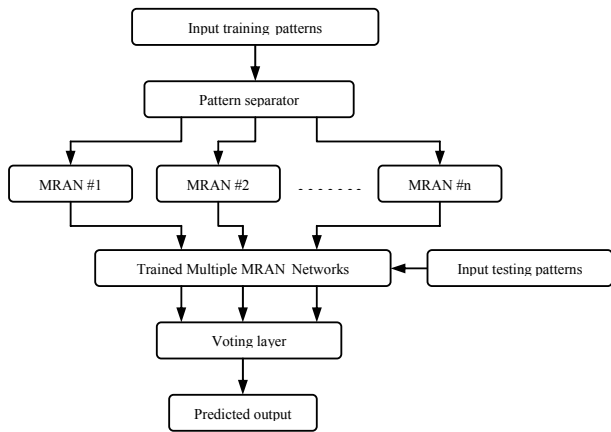 Input training patterns
Pattern separator
MRAN #1
MRAN #2
- - - - - - -
MRAN #n
Trained Multiple MRAN Networks
Input testing patterns
Voting layer
Predicted output